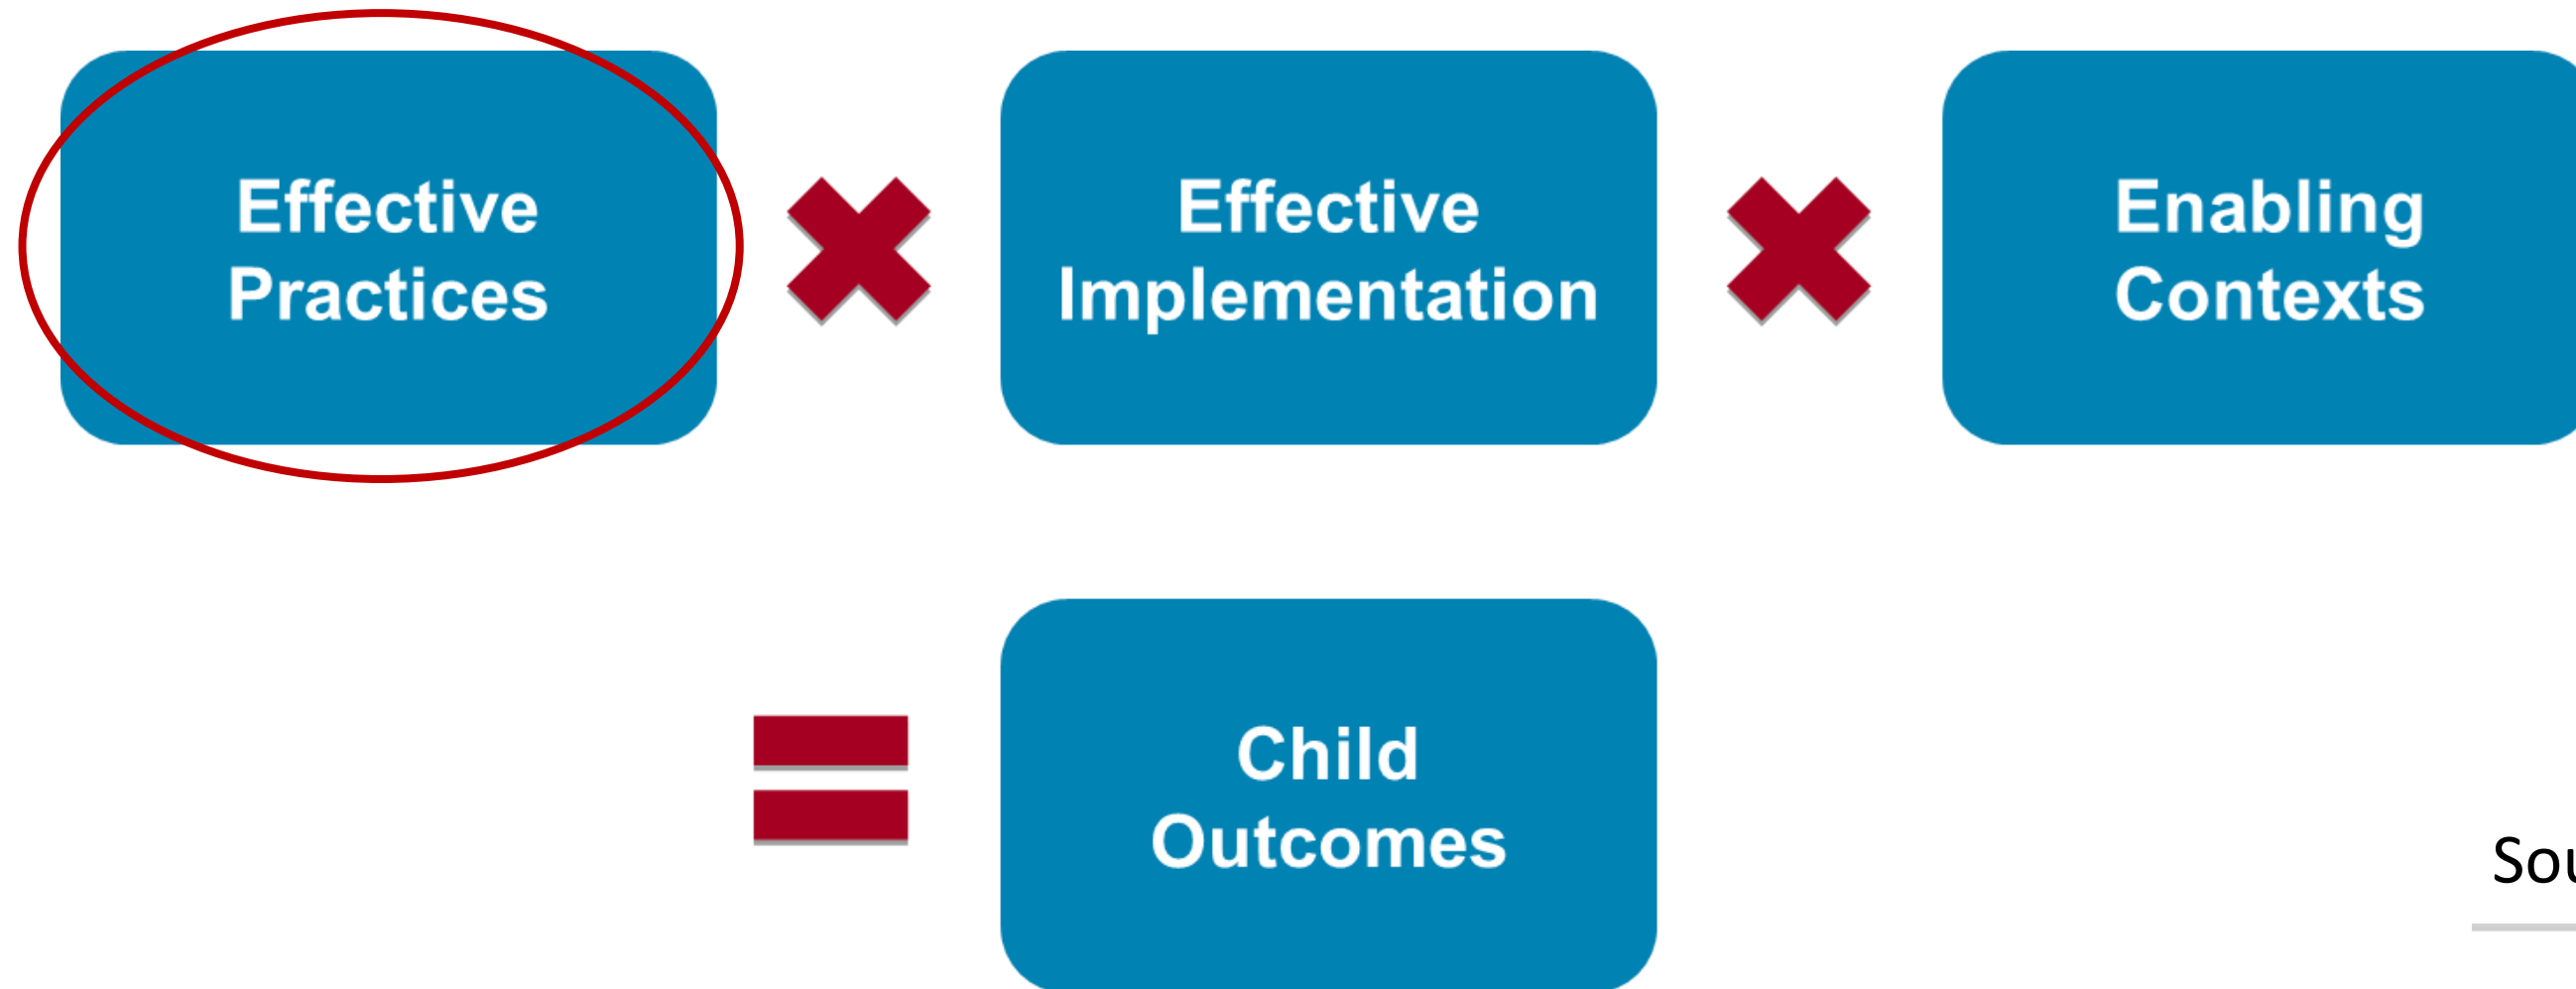 Effective
Practices
Effective
Implementation
Enabling
Contexts
Child
Outcomes